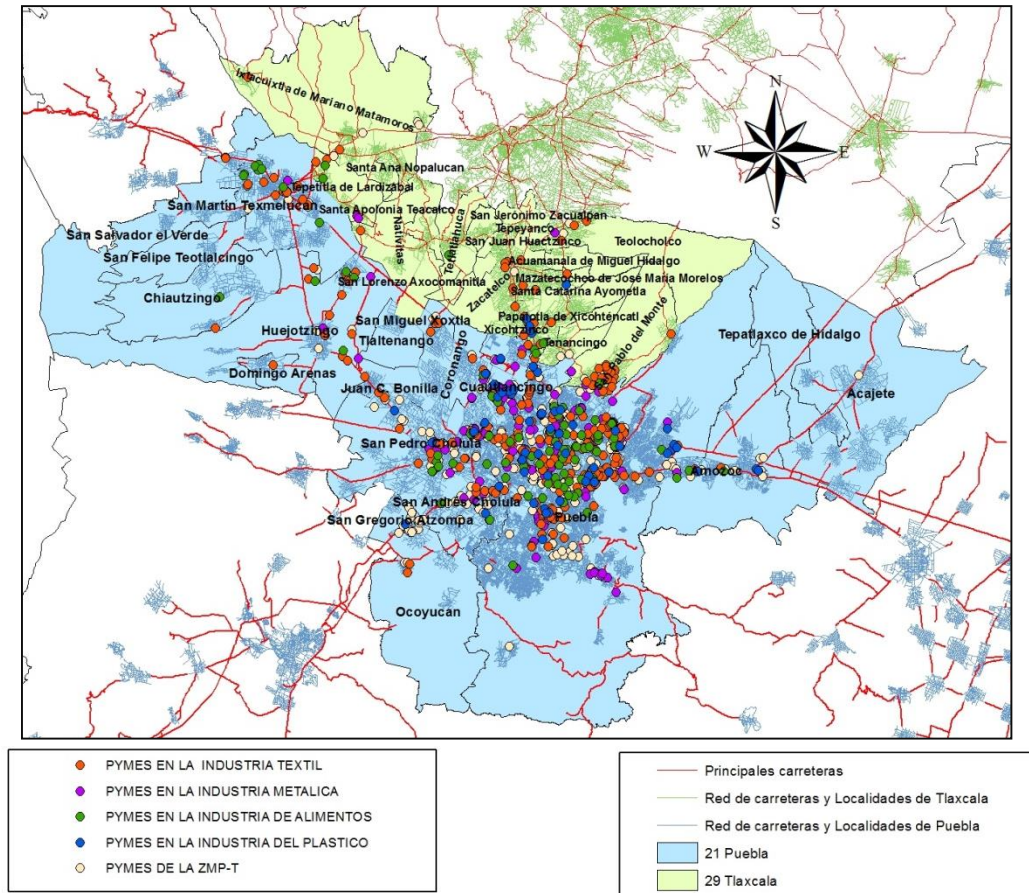 N
W E
S
Ixtacuixtla de Mariano Matamoros
Santa Ana Nopalucan
Tepetitla de Lardizábal
San Martín Texmelucan
Santa Apolonia Teacalco
San Salvador el Verde
San Felipe Teotlalcingo
Nativitas
Tetlatlahuca
San Jerónimo Zacualpan
Tepeyanco
San Juan Huactzinco
Teolocholco
Acuamanala de Miguel Hidalgo
Mazatecochco de José María Morelos
Santa Catarina Ayometla
San Lorenzo Axocomanitla
Zacatelco
Chiautzingo
Papalotla de Xicohténcatl
Xicohtzinco
Huejotzingo
San Miguel Xoxtla
Tlaltenango
Tenancingo
San Pablo del Monte
Tepatlaxco de Hidalgo
Domingo Arenas
Coronango
Juan C. Bonilla
Cuautlancingo
Acajete
San Pedro Cholula
Amozoc
San Andrés Cholula
San Gregorio Atzompa
Puebla
Ocoyucan
PYMES EN LA INDUSTRIA TEXTIL
PYMES EN LA INDUSTRIA METALICA
PYMES EN LA INDUSTRIA DE ALIMENTOS
PYMES EN LA INDUSTRIA DEL PLASTICO
PYMES DE LA ZMP-T
Principales carreteras
Red de carreteras y Localidades de Tlaxcala
Red de carreteras y Localidades de Puebla
21 Puebla
29 Tlaxcala